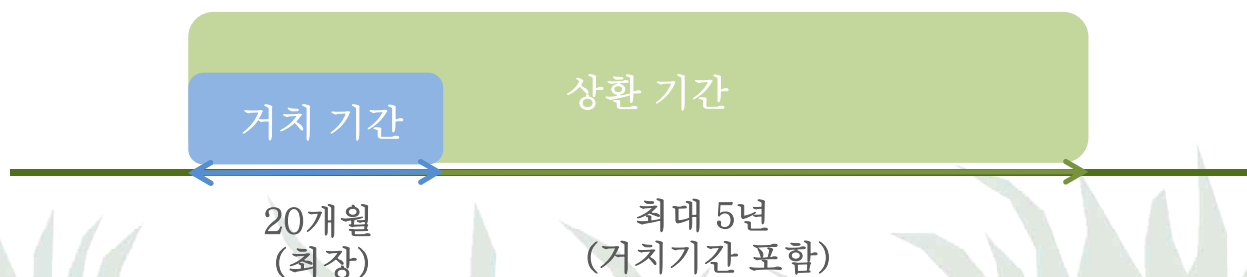 상환 기간
거치 기간
20개월
(최장)
최대 5년
(거치기간 포함)